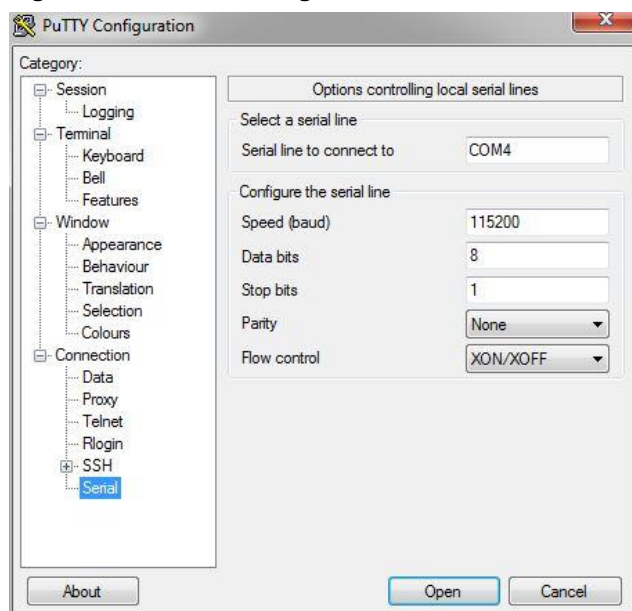 PuTTY Configuration
Category:
Session
Logging
Terminal
Keyboard
Bell
Features
Window
Appearance
Behaviour
Translation
Selection
Colours
Connection
Data
Proxy
Telnet
Rlogin
SSH
Serial
Options controlling local serial lines
Select a serial line
Serial line to connect to COM4
Configure the serial line
Speed (baud) 115200
Data bits 8
Stop bits 1
Parity None
Flow control XON/XOFF
About
Open
Cancel